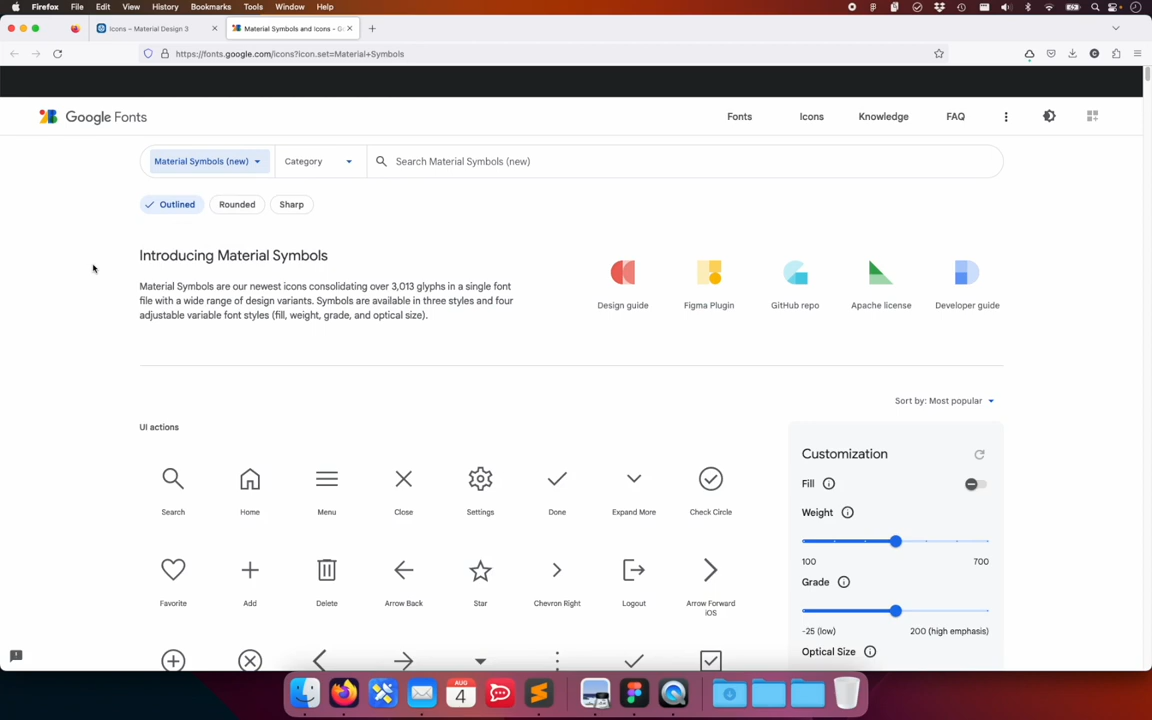 Firefox File Edit View History Bookmarks Tools Window Help
Icons – Material Design 3
Material Symbols and Icons - G
https://fonts.google.com/icons?icon.set=Material+Symbols
Google Fonts
Fonts Icons Knowledge FAQ
Material Symbols (new) Category Search Material Symbols (new)
Outlined Rounded Sharp
Introducing Material Symbols
Material Symbols are our newest icons consolidating over 3,013 glyphs in a single font
file with a wide range of design variants. Symbols are available in three styles and four
adjustable variable font styles (fill, weight, grade, and optical size).
Design guide Figma Plugin GitHub repo Apache license Developer guide
Sort by: Most popular
UI actions
Search Home Menu Close Settings Done Expand More Check Circle
Favorite Add Delete Arrow Back Star Chevron Right Logout Arrow Forward
iOS
Customization
Fill
Weight
100 700
Grade
-25 (low) 200 (high emphasis)
Optical Size
AUG
4